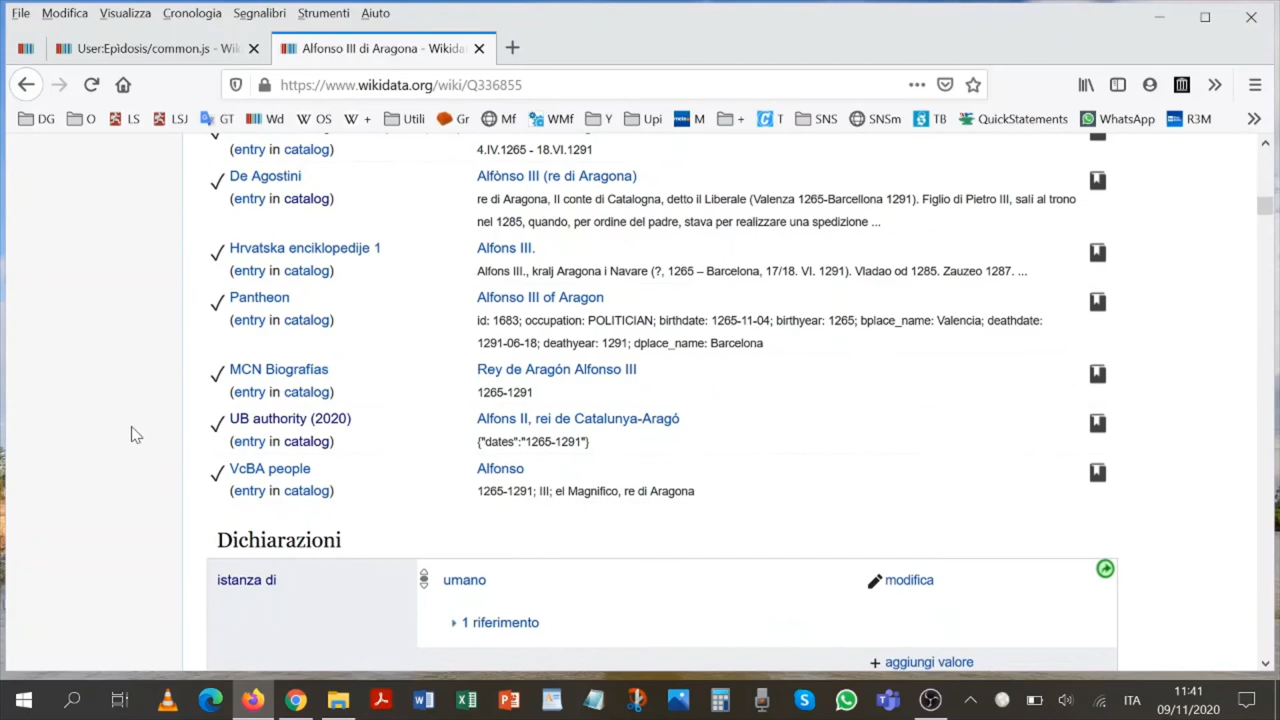 File Modifica Visualizza Cronologia Segnalibri Strumenti Aiuto
User:Epìdosis/common.js - Wik
Alfonso III di Aragona - Wikidat
https://www.wikidata.org/wiki/Q336855
DG O LS LSJ GT Wd OS + Utili Gr Mf WMf Y Upi M + T SNS SNSm TB QuickStatements WhatsApp R3M
(entry in catalog) 4.IV.1265 - 18.VI.1291
De Agostini Alfónso III (re di Aragona)
(entry in catalog) re di Aragona, II conte di Catalogna, detto il Liberale (Valenza 1265-Barcellona 1291). Figlio di Pietro III, salì al trono
nel 1285, quando, per ordine del padre, stava per realizzare una spedizione ...
Hrvatska enciklopedije 1 Alfons III.
(entry in catalog) Alfons III., kralj Aragona i Navare (?, 1265 – Barcelona, 17/18. VI. 1291). Vladao od 1285. Zauzeo 1287. ...
Pantheon Alfonso III of Aragon
(entry in catalog) id: 1683; occupation: POLITICIAN; birthdate: 1265-11-04; birthyear: 1265; bplace_name: Valencia; deathdate:
1291-06-18; deathyear: 1291; dplace_name: Barcelona
MCN Biografías Rey de Aragón Alfonso III
(entry in catalog) 1265-1291
UB authority (2020) Alfons II, rei de Catalunya-Aragó
(entry in catalog) {"dates":"1265-1291"}
VcBA people Alfonso
(entry in catalog) 1265-1291; III; el Magnifico, re di Aragona
Dichiarazioni
istanza di umano modifica
1 riferimento
+ aggiungi valore
ITA 11:41
09/11/2020